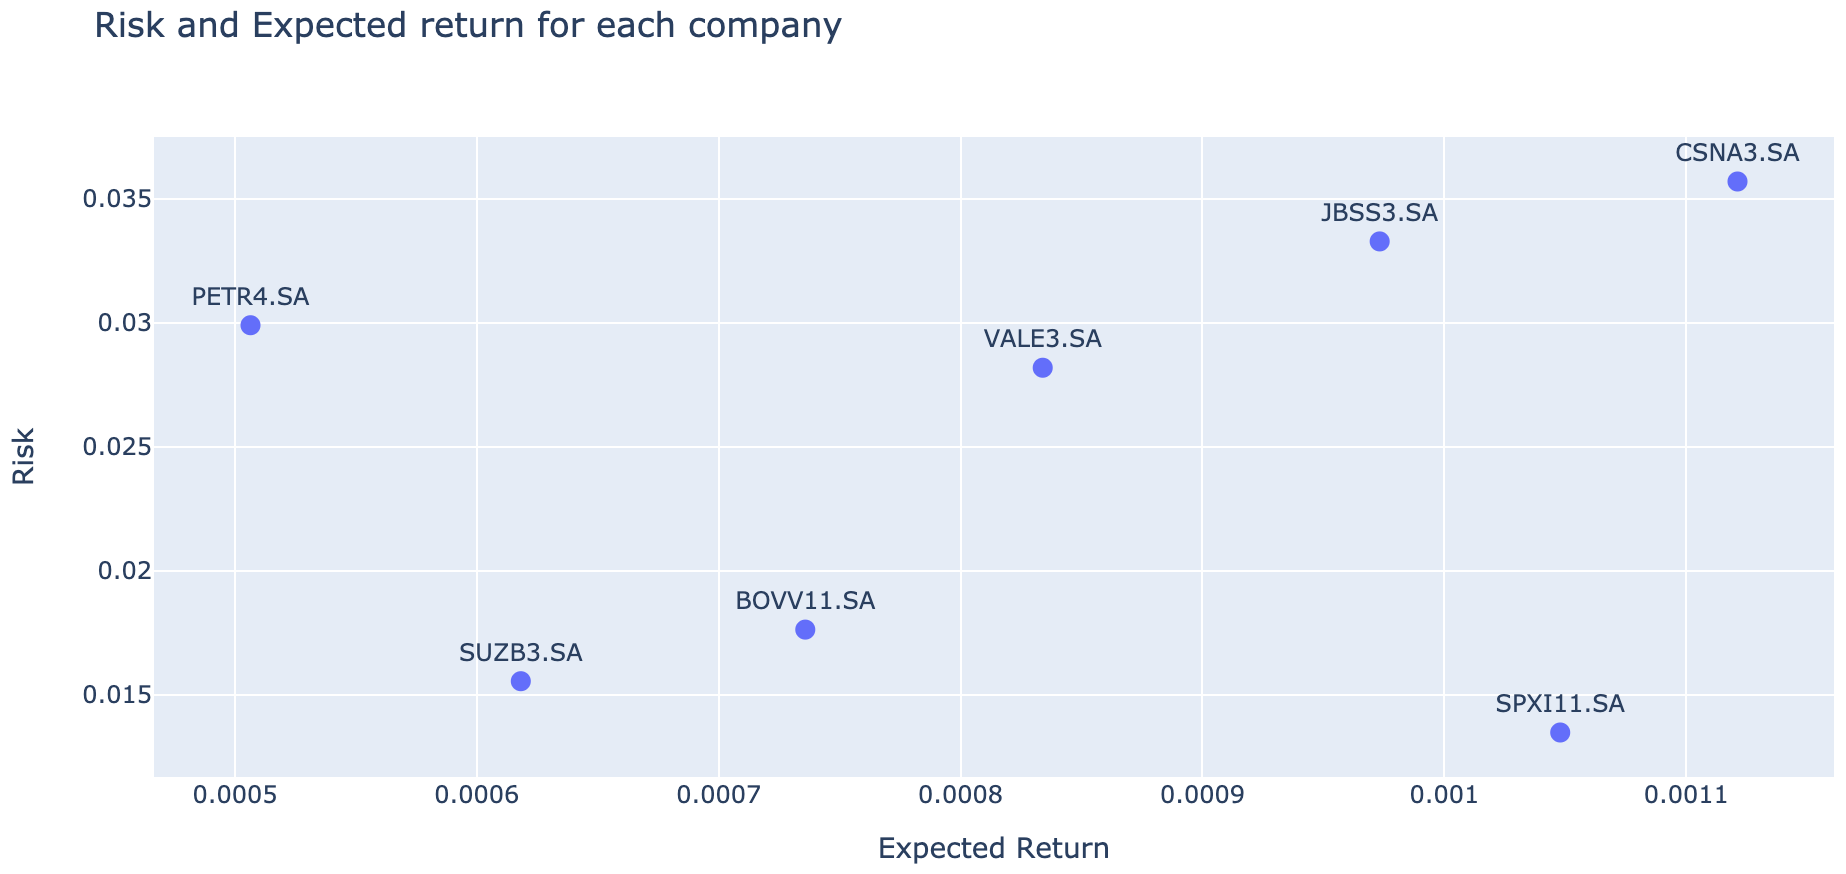 Risk and Expected return for each company
CSNA3.SA
0.035
JBSS3.SA
PETR4.SA
0.03
VALE3.SA
0.025
Risk
0.02
BOVV11.SA
SUZB3.SA
0.015
SPXI11.SA
0.0005 0.0006 0.0007 0.0008 0.0009 0.001 0.0011
Expected Return